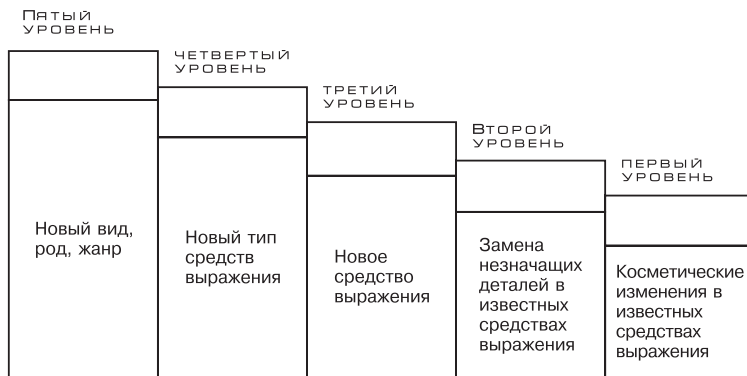 Пятый
уровень
Новый вид,
род, жанр
четвертый
уровень
Новый тип
средств
выражения
третий
уровень
Новое
средство
выражения
Второй
уровень
Замена
незначащих
деталей в
известных
средствах
выражения
первый
уровень
Косметические
изменения в
известных
средствах
выражения